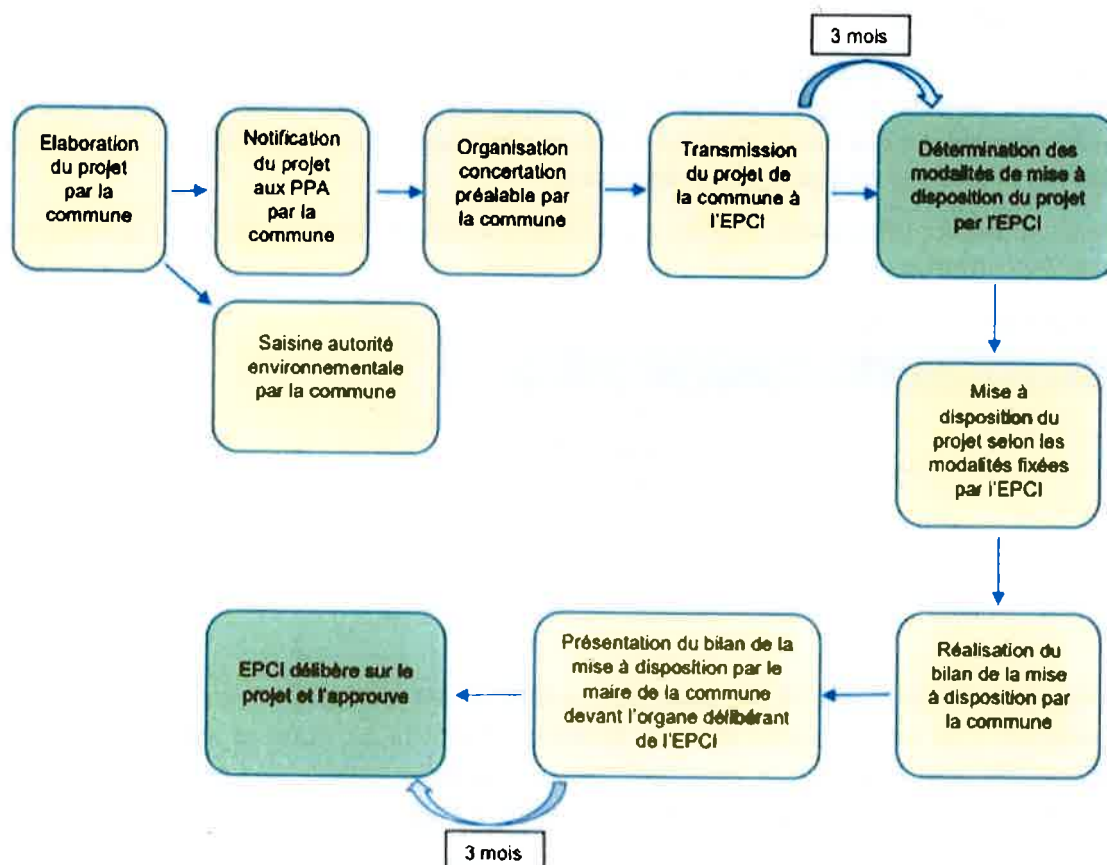 3 mois
Elaboration
du projet
par la
commune
Notification
du projet
aux PPA
par la
commune
Organisation
concertation
préalable par
la commune
Transmission
du projet de
la commune à
l'EPCI
Détermination des
modalités de mise à
disposition du projet
par l'EPCI
Saisine autorité
environnementale
par la commune
Mise à
disposition du
projet selon les
modalités fixées
par l'EPCI
EPCI délibère sur le
projet et l'approuve
Présentation du bilan de la
mise à disposition par le
maire de la commune
devant l'organe délibérant
de l'EPCI
Réalisation du
bilan de la mise
à disposition par
la commune
3 mois